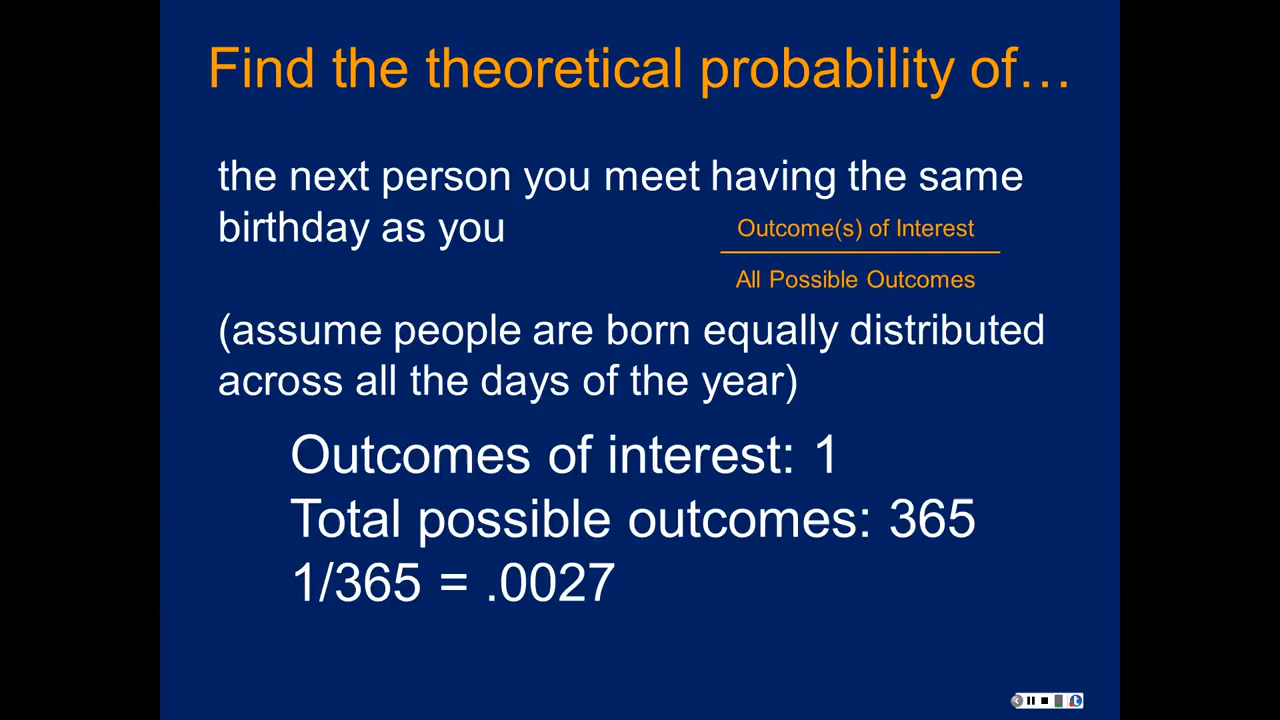 Find the theoretical probability of…
the next person you meet having the same
birthday as you
Outcome(s) of Interest
All Possible Outcomes
(assume people are born equally distributed
across all the days of the year)
Outcomes of interest: 1
Total possible outcomes: 365
1/365 = .0027